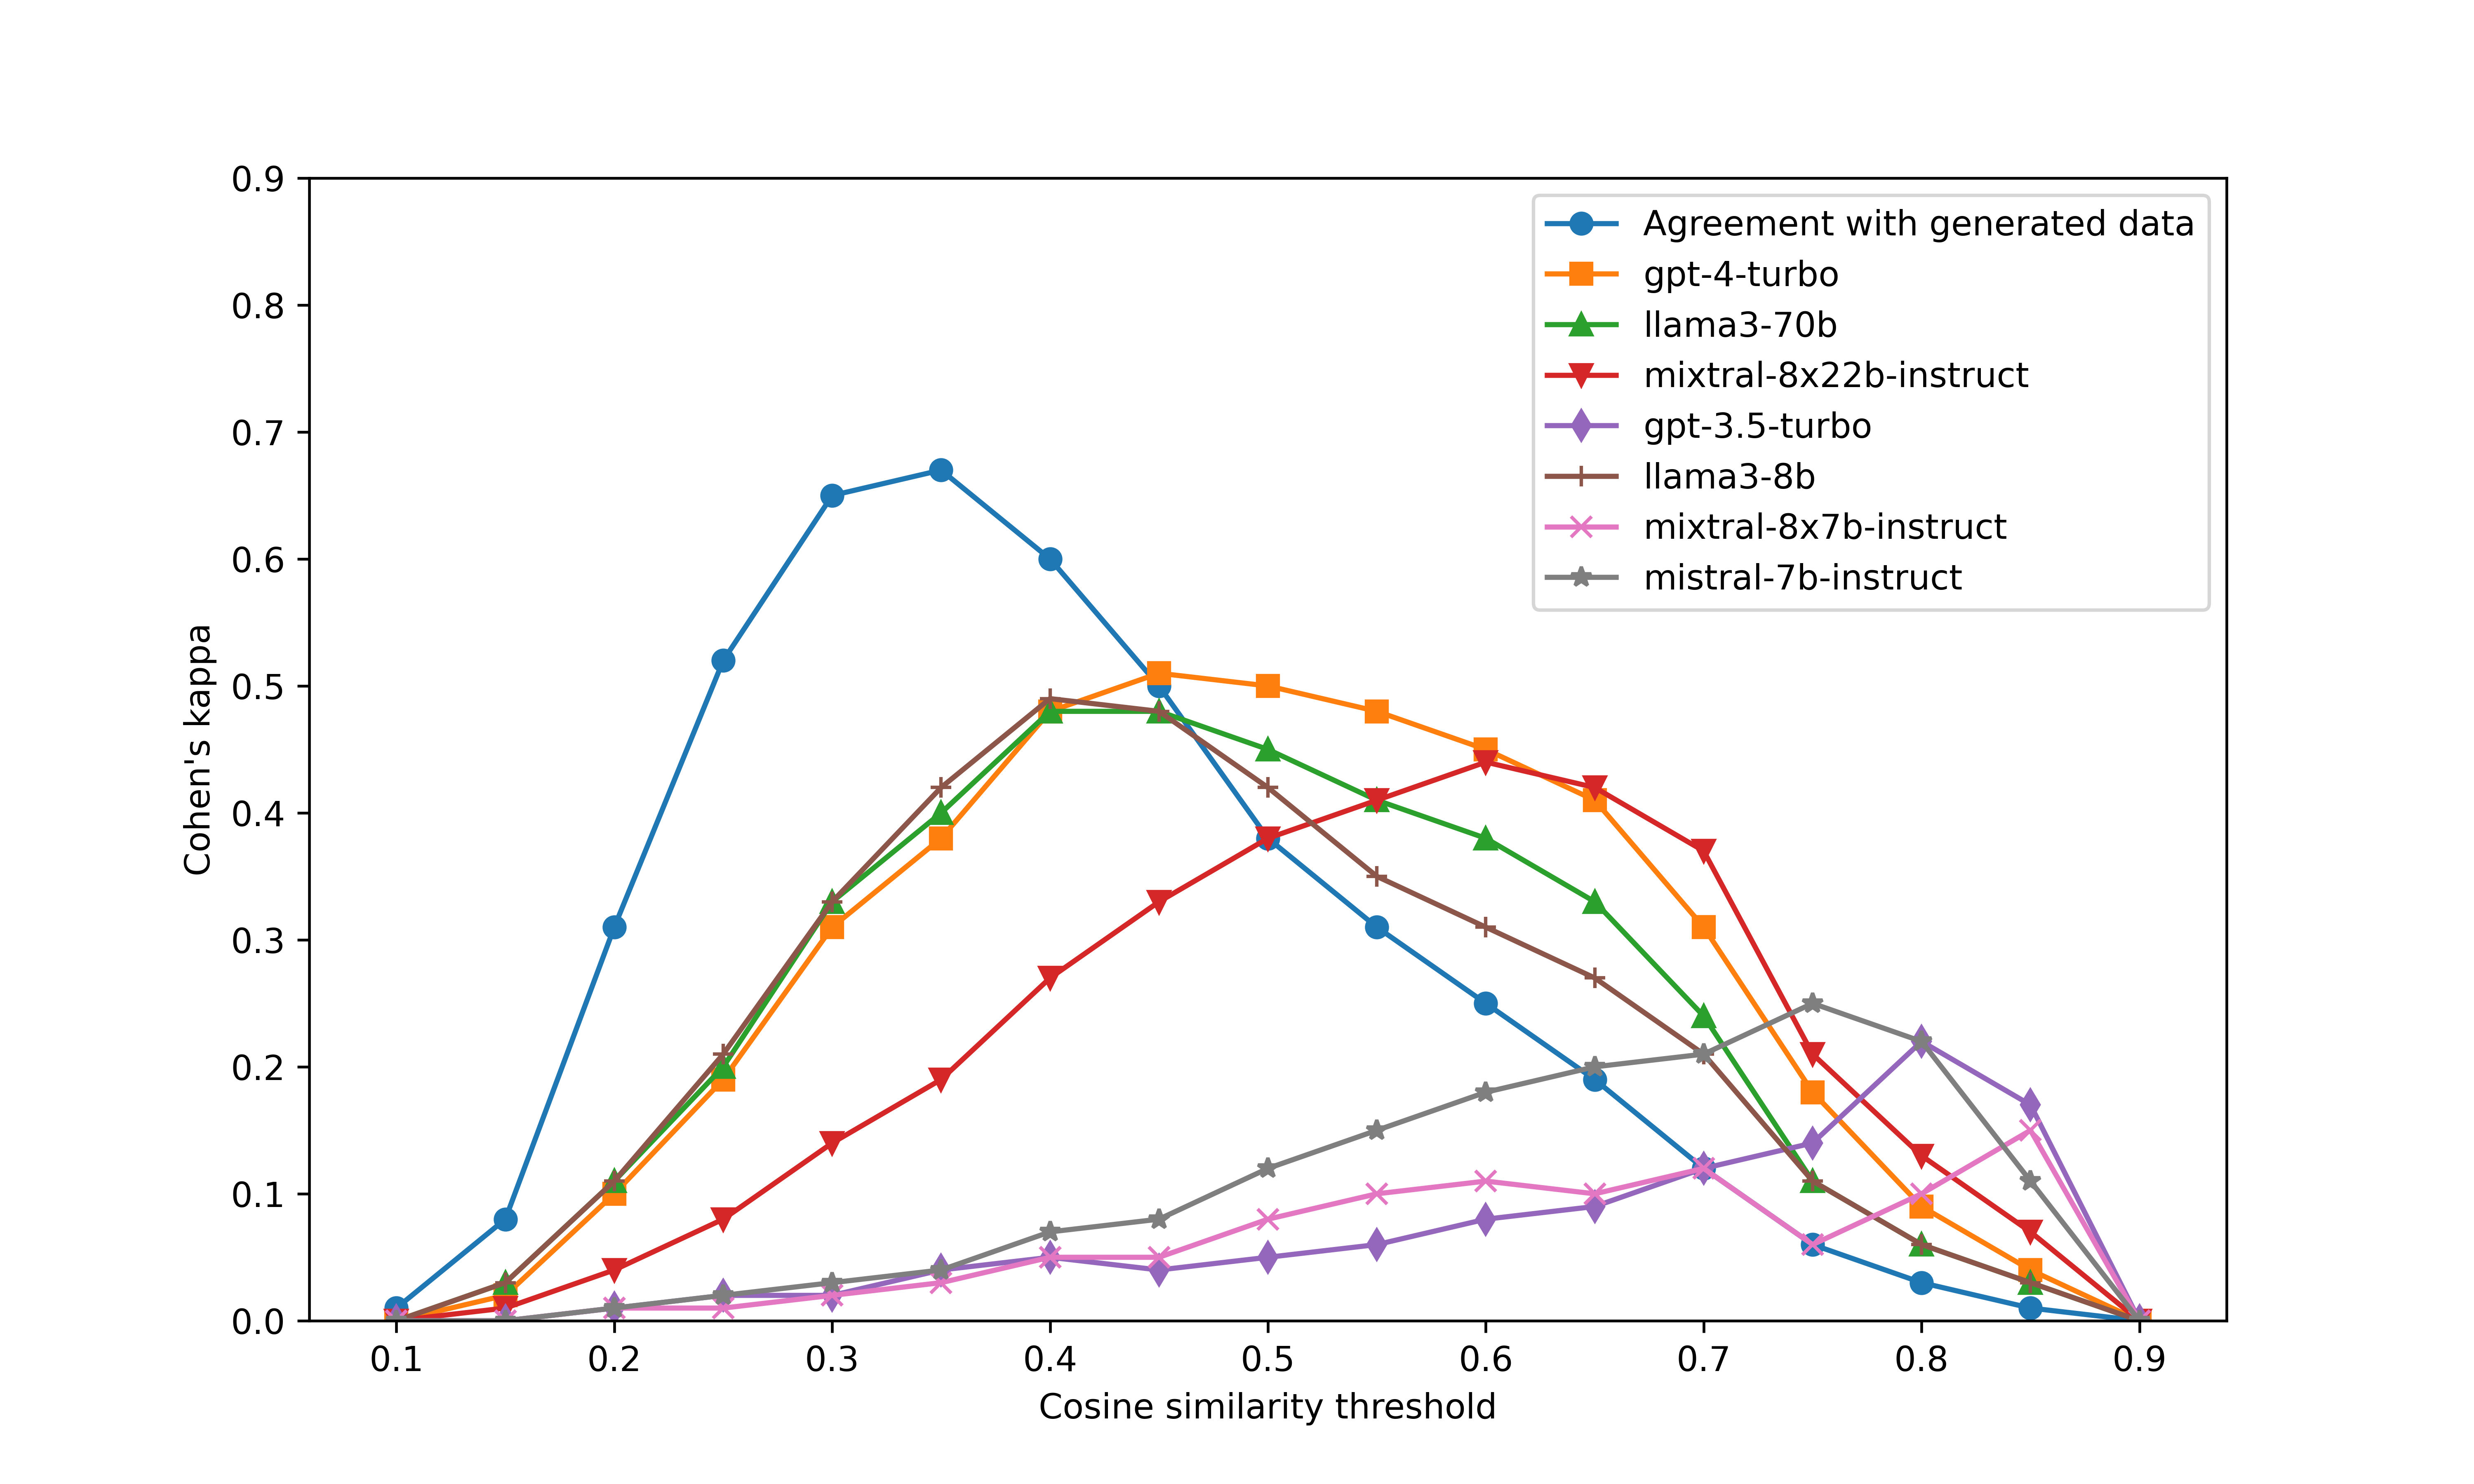 0.9
0.8
0.7
0.6
0.5
0.4
0.3
0.2
0.1
0.0
Cohen's kappa
Agreement with generated data
gpt-4-turbo
llama3-70b
mixtral-8x22b-instruct
gpt-3.5-turbo
llama3-8b
mixtral-8x7b-instruct
mistral-7b-instruct
0.1 0.2 0.3 0.4 0.5 0.6 0.7 0.8 0.9
Cosine similarity threshold